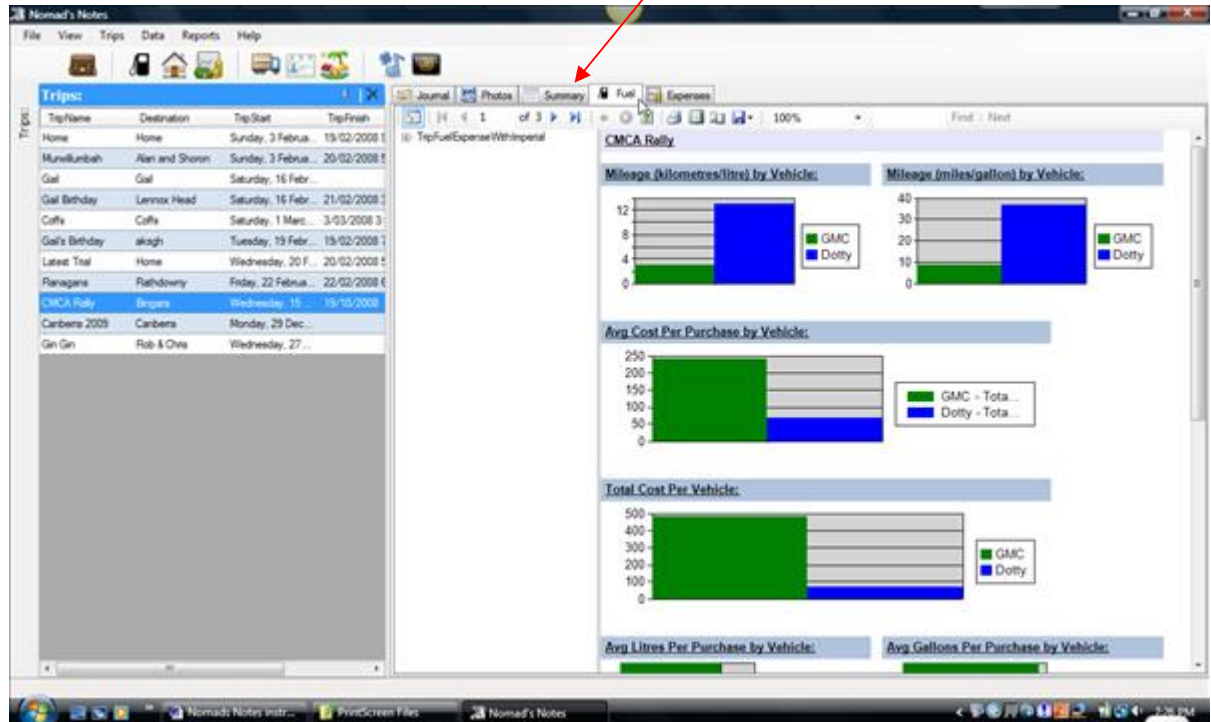 Nomad's Notes
File View Trips Data Reports Help
Trips:
Trips:
TripName Destination TripStart TripFinish
Home Home Sunday, 3 Februa... 19/02/2008
Murwillumbah Alan and Sharon Sunday, 3 Februa... 20/02/2008
Gail Gail Saturday, 16 Febr...
Gail Birthday Lennox Head Saturday, 16 Febr... 21/02/2008
Coffs Coffs Saturday, 1 Marc... 3/03/2008 3
Gail's Birthday Tuesday, 19 Febr... 19/02/2008
Latest Trial Home Wednesday, 20 F... 20/02/2008
Flanagans Rathdowny Friday, 22 Februa... 22/02/2008
CMCA Rally Wednesday, 15 ... 19/10/2008
Canberra 2009 Canberra Monday, 29 Dec...
Gin Gin Rob & Chris Wednesday, 27 ...
Journal Photos Summary Fuel Expenses
1 of 3 100% Find | Next
TripFuelExpenseWithImperial
CMCA Rally
Mileage (kilometres/litre) by Vehicle:
12
8
4
0
GMC
Dotty
Mileage (miles/gallon) by Vehicle:
40
30
20
10
0
GMC
Dotty
Avg Cost Per Purchase by Vehicle:
250
200
150
100
50
0
GMC - Tota...
Dotty - Tota...
Total Cost Per Vehicle:
500
400
300
200
100
0
GMC
Dotty
Avg Litres Per Purchase by Vehicle:
Avg Gallons Per Purchase by Vehicle:
Nomads Notes instr... PrintScreen Files Nomad's Notes
2:26 PM